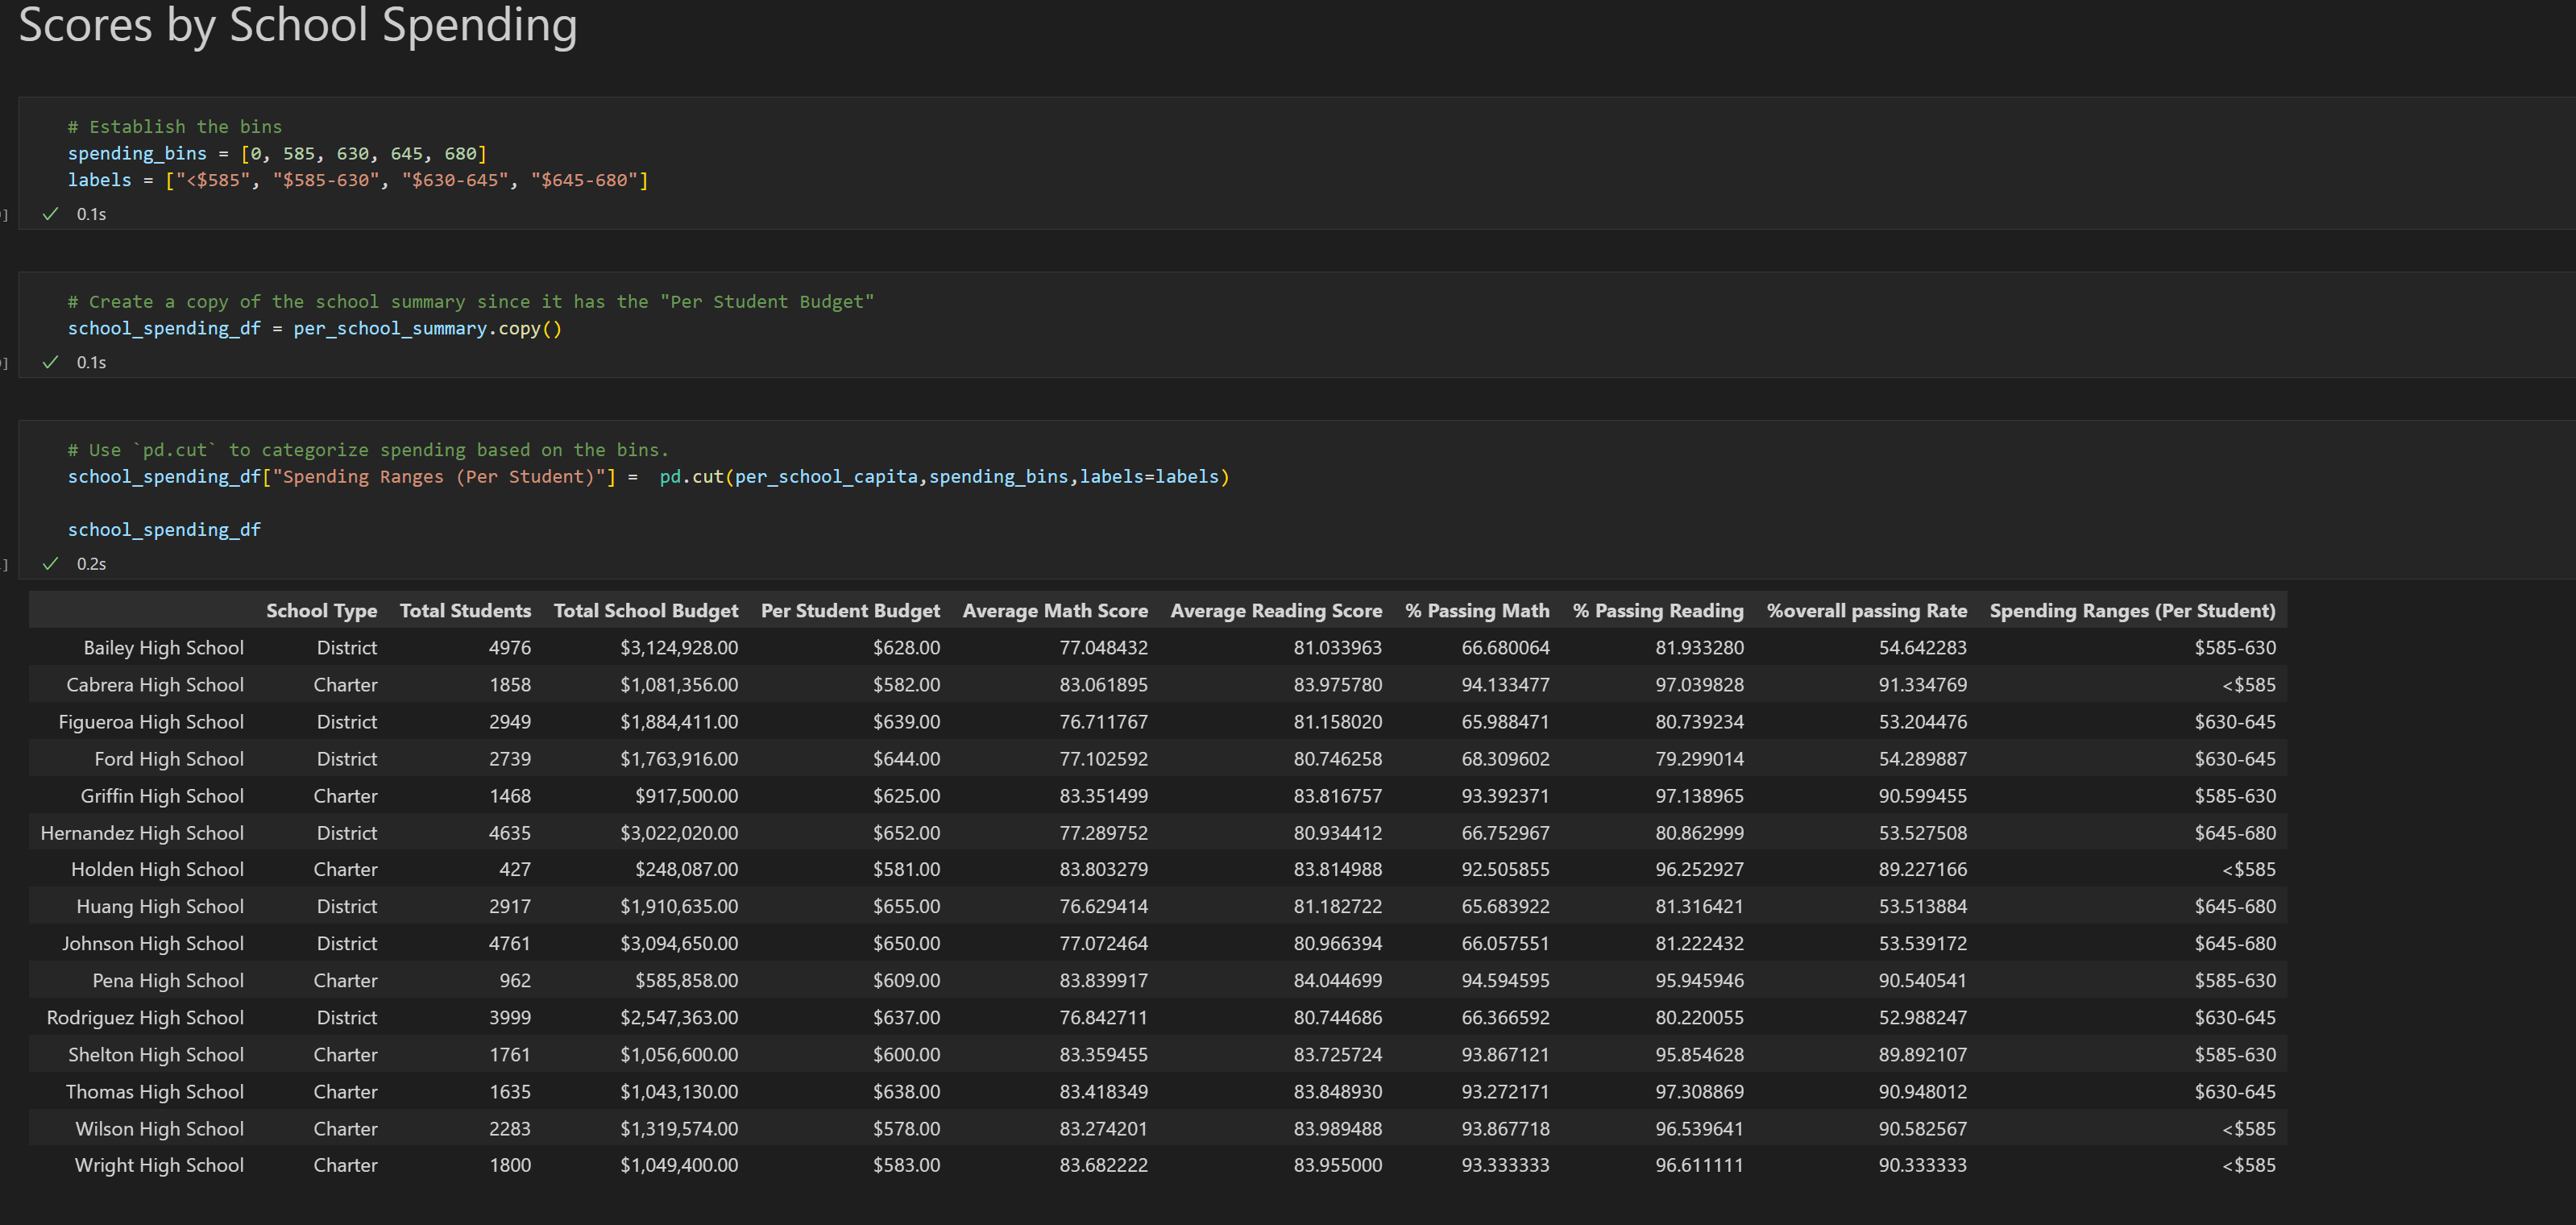 Scores by School Spending
# Establish the bins
spending_bins = [0, 585, 630, 645, 680]
labels = ["<$585", "$585-630", "$630-645", "$645-680"]
] ✓ 0.1s
# Create a copy of the school summary since it has the "Per Student Budget"
school_spending_df = per_school_summary.copy()
] ✓ 0.1s
# Use `pd.cut` to categorize spending based on the bins.
school_spending_df["Spending Ranges (Per Student)"] =  pd.cut(per_school_capita,spending_bins,labels=labels)
school_spending_df
] ✓ 0.2s
School Type Total Students Total School Budget Per Student Budget Average Math Score Average Reading Score % Passing Math % Passing Reading %overall passing Rate Spending Ranges (Per Student)
Bailey High School District 4976 $3,124,928.00 $628.00 77.048432 81.033963 66.680064 81.933280 54.642283 $585-630
Cabrera High School Charter 1858 $1,081,356.00 $582.00 83.061895 83.975780 94.133477 97.039828 91.334769 <$585
Figueroa High School District 2949 $1,884,411.00 $639.00 76.711767 81.158020 65.988471 80.739234 53.204476 $630-645
Ford High School District 2739 $1,763,916.00 $644.00 77.102592 80.746258 68.309602 79.299014 54.289887 $630-645
Griffin High School Charter 1468 $917,500.00 $625.00 83.351499 83.816757 93.392371 97.138965 90.599455 $585-630
Hernandez High School District 4635 $3,022,020.00 $652.00 77.289752 80.934412 66.752967 80.862999 53.527508 $645-680
Holden High School Charter 427 $248,087.00 $581.00 83.803279 83.814988 92.505855 96.252927 89.227166 <$585
Huang High School District 2917 $1,910,635.00 $655.00 76.629414 81.182722 65.683922 81.316421 53.513884 $645-680
Johnson High School District 4761 $3,094,650.00 $650.00 77.072464 80.966394 66.057551 81.222432 53.539172 $645-680
Pena High School Charter 962 $585,858.00 $609.00 83.839917 84.044699 94.594595 95.945946 90.540541 $585-630
Rodriguez High School District 3999 $2,547,363.00 $637.00 76.842711 80.744686 66.366592 80.220055 52.988247 $630-645
Shelton High School Charter 1761 $1,056,600.00 $600.00 83.359455 83.725724 93.867121 95.854628 89.892107 $585-630
Thomas High School Charter 1635 $1,043,130.00 $638.00 83.418349 83.848930 93.272171 97.308869 90.948012 $630-645
Wilson High School Charter 2283 $1,319,574.00 $578.00 83.274201 83.989488 93.867718 96.539641 90.582567 <$585
Wright High School Charter 1800 $1,049,400.00 $583.00 83.682222 83.955000 93.333333 96.611111 90.333333 <$585